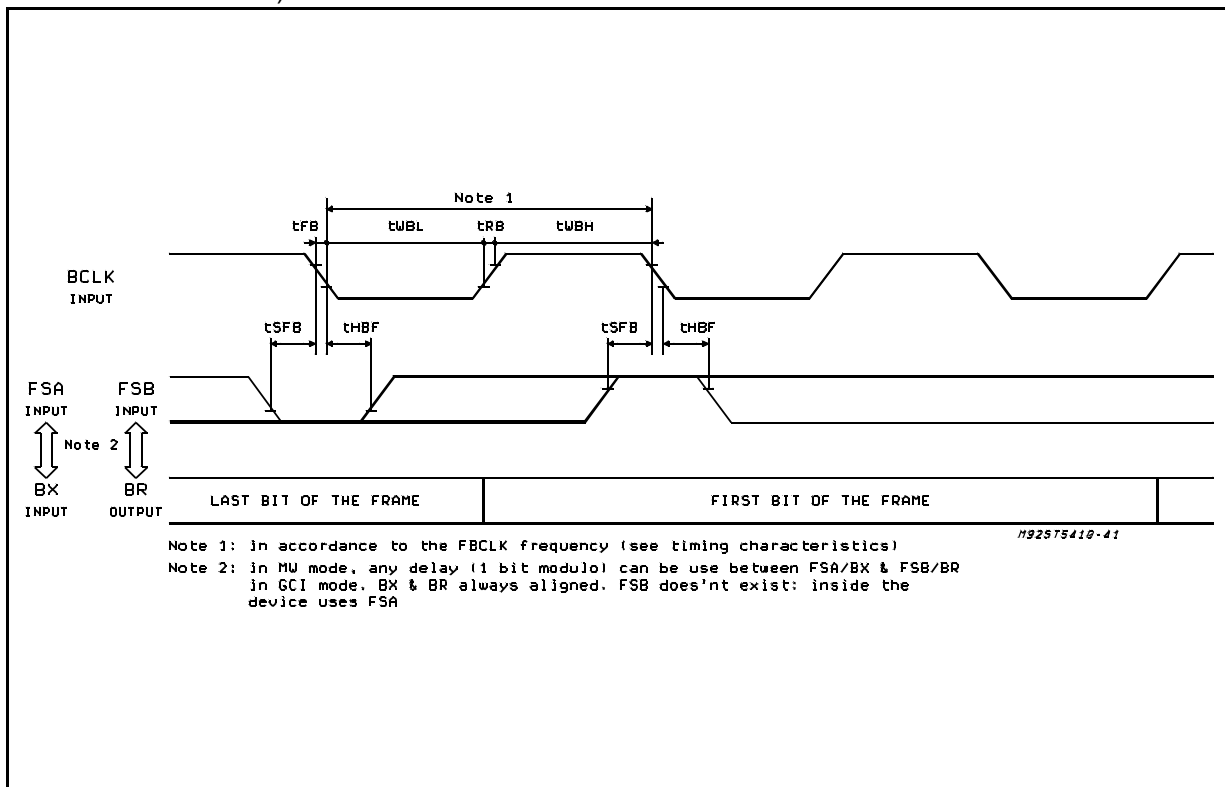 Note 1
tFB tWBL tRB tWBH
BCLK
INPUT
tSFB tHBF tSFB tHBF
FSA FSB
INPUT INPUT
Note 2
BX BR
INPUT OUTPUT
LAST BIT OF THE FRAME FIRST BIT OF THE FRAME
M92ST5410-41
Note 1: in accordance to the FBCLK frequency (see timing characteristics)
Note 2: in MW mode, any delay (1 bit modulo) can be use between FSA/BX & FSB/BR
in GCI mode, BX & BR always aligned. FSB does'nt exist: inside the
device uses FSA